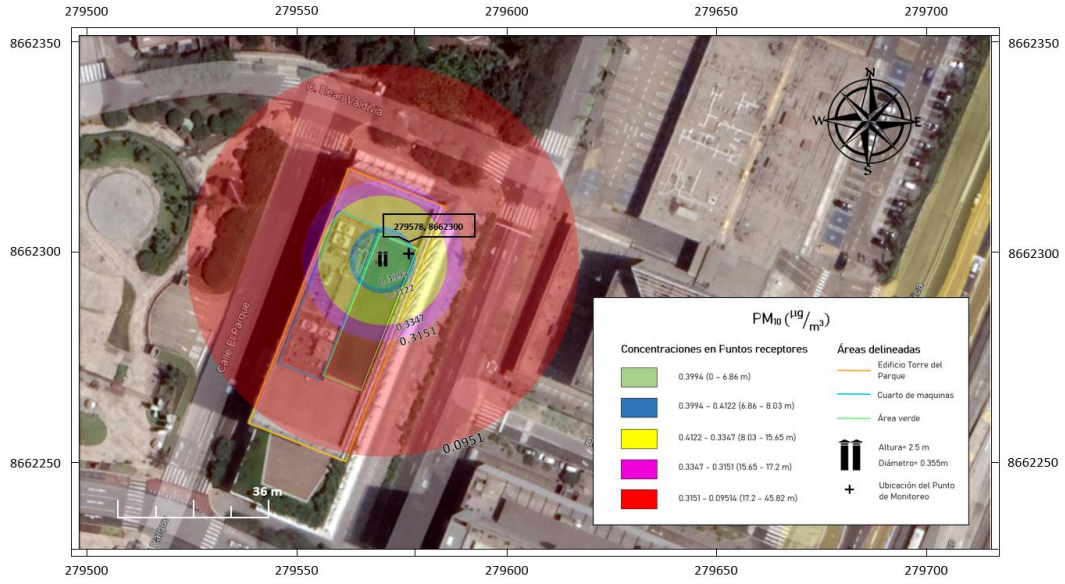 279500 279550 279600 279650 279700
8662350 8662350
C. Dean Valdivia
N
W E
S
8662300 8662300
279578, 8662300
0.3994
0.4122
0.3347
0.3151
Calle El Parque
0.0951
8662250 8662250
36 m
Parque
PM₁₀ (µg/m³)
Concentraciones en Puntos receptores
0.3994 (0 – 6.86 m)
0.3994 – 0.4122 (6.86 – 8.03 m)
0.4122 – 0.3347 (8.03 – 15.65 m)
0.3347 – 0.3151 (15.65 – 17.2 m)
0.3151 – 0.09514 (17.2 – 45.82 m)
Áreas delineadas
Edificio Torre del
Parque
Cuarto de maquinas
Área verde
Altura= 2.5 m
Diámetro= 0.355m
Ubicación del Punto
de Monitoreo
279500 279550 279600 279650 279700